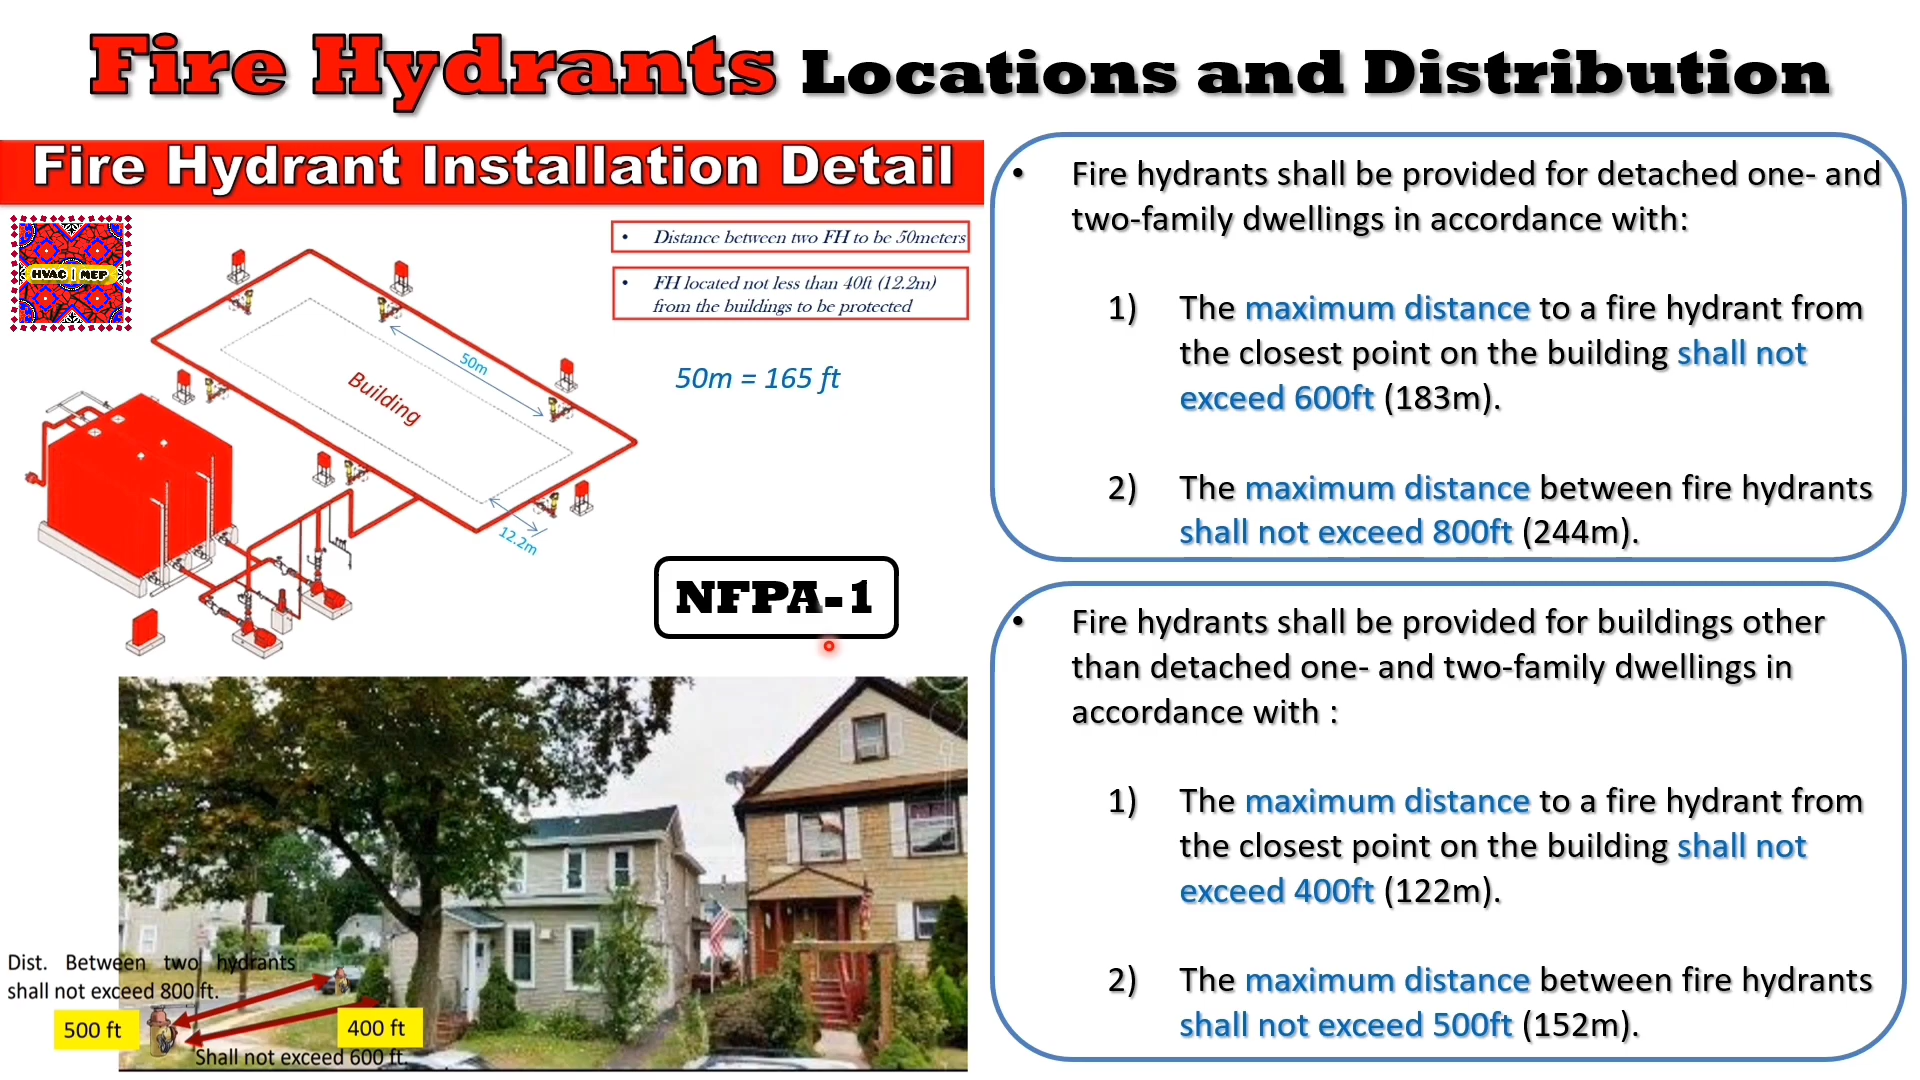 Fire Hydrants Locations and Distribution
Fire Hydrant Installation Detail
HVAC | MEP
• Distance between two FH to be 50meters
• FH located not less than 40ft (12.2m)
from the buildings to be protected
50m
Building
12.2m
50m = 165 ft
NFPA-1
Dist. Between two hydrants
shall not exceed 800 ft.
500 ft
400 ft
Shall not exceed 600 ft.
• Fire hydrants shall be provided for detached one- and
two-family dwellings in accordance with:
1) The maximum distance to a fire hydrant from
the closest point on the building shall not
exceed 600ft (183m).
2) The maximum distance between fire hydrants
shall not exceed 800ft (244m).
• Fire hydrants shall be provided for buildings other
than detached one- and two-family dwellings in
accordance with :
1) The maximum distance to a fire hydrant from
the closest point on the building shall not
exceed 400ft (122m).
2) The maximum distance between fire hydrants
shall not exceed 500ft (152m).